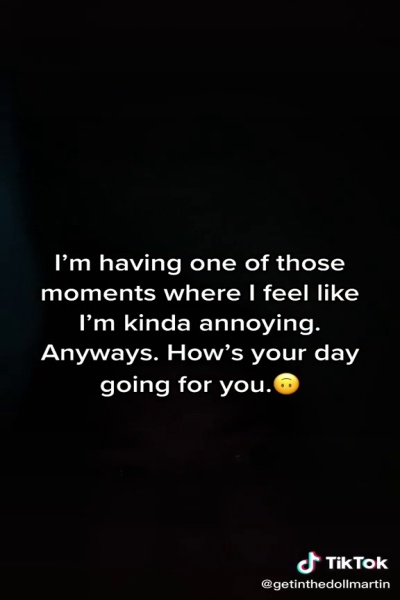 I’m having one of those
moments where I feel like
I’m kinda annoying.
Anyways. How’s your day
going for you.🙃
TikTok
@getinthedollmartin